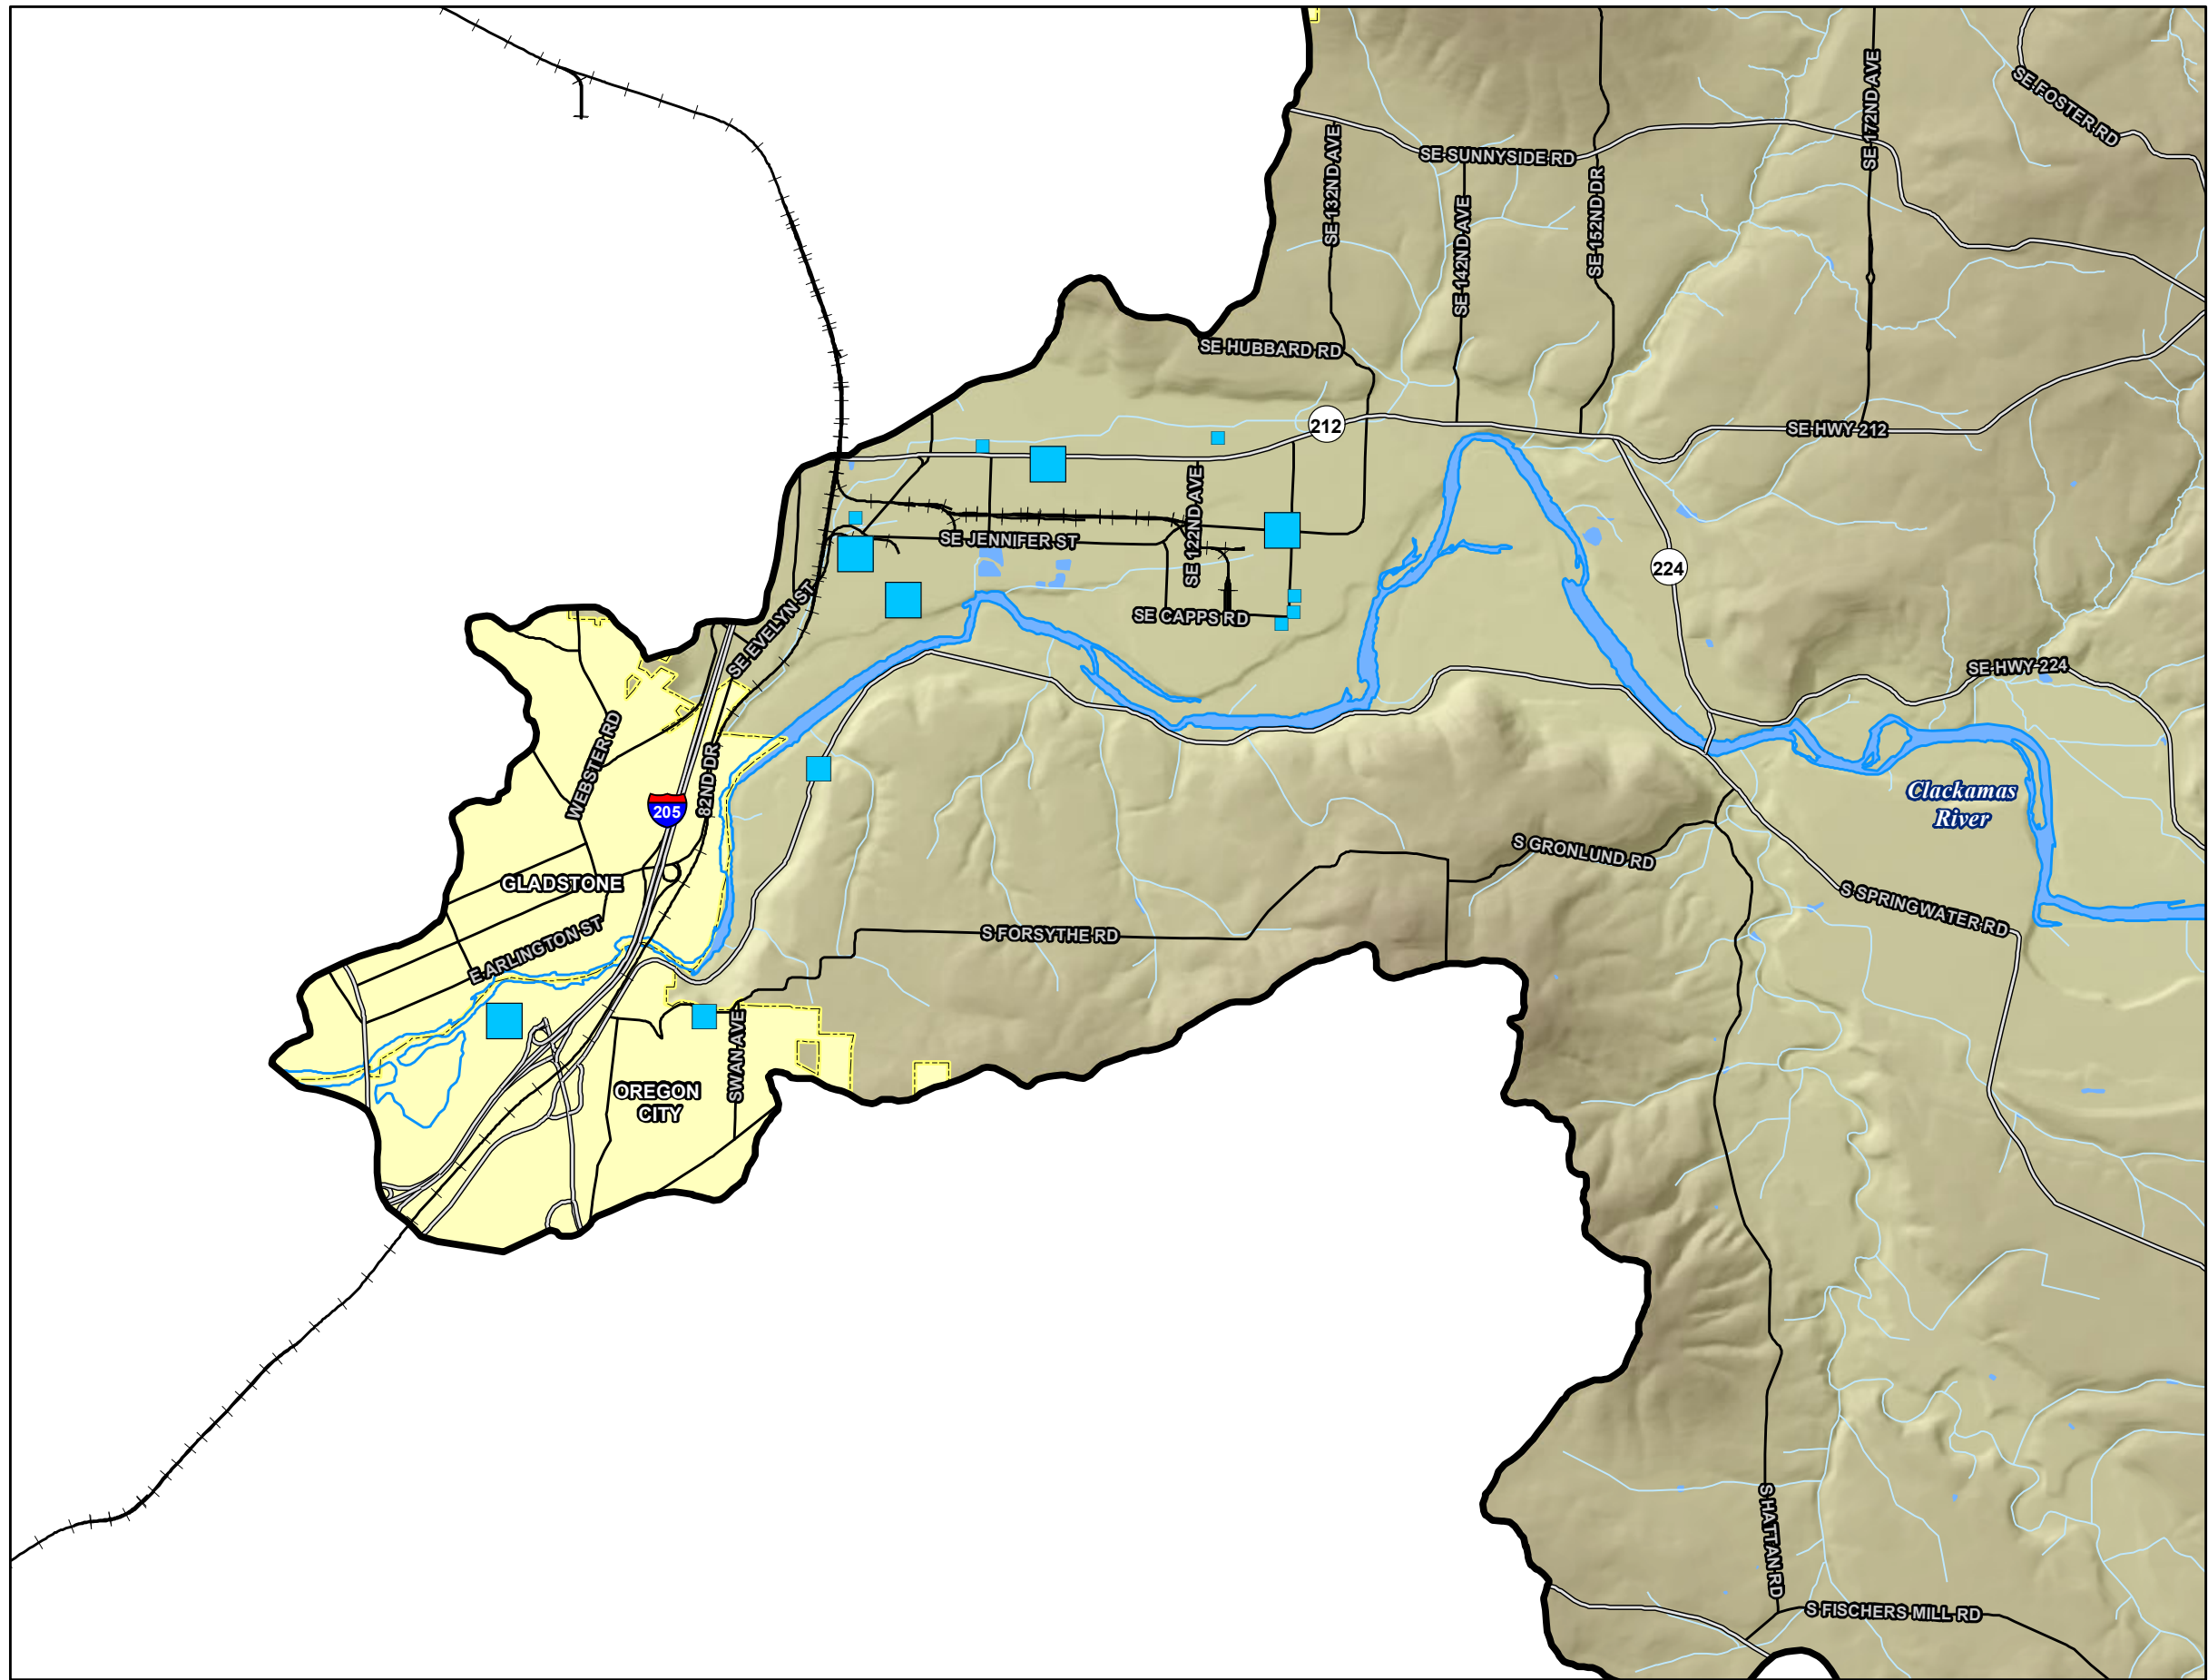 SE FOSTER RD
SE 172ND AVE
SE SUNNYSIDE RD
SE 132ND AVE
SE 142ND AVE
SE 152ND DR
SE HUBBARD RD
212
SE HWY 212
SE 122ND AVE
SE JENNIFER ST
224
SE CAPPS RD
SE EVELYN ST
SE HWY 224
WEBSTER RD
82ND DR
205
Clackamas
River
S GRONLUND RD
GLADSTONE
S SPRINGWATER RD
E ARLINGTON ST
S FORSYTHE RD
SWAN AVE
OREGON
CITY
S HATTAN RD
S FISCHERS MILL RD